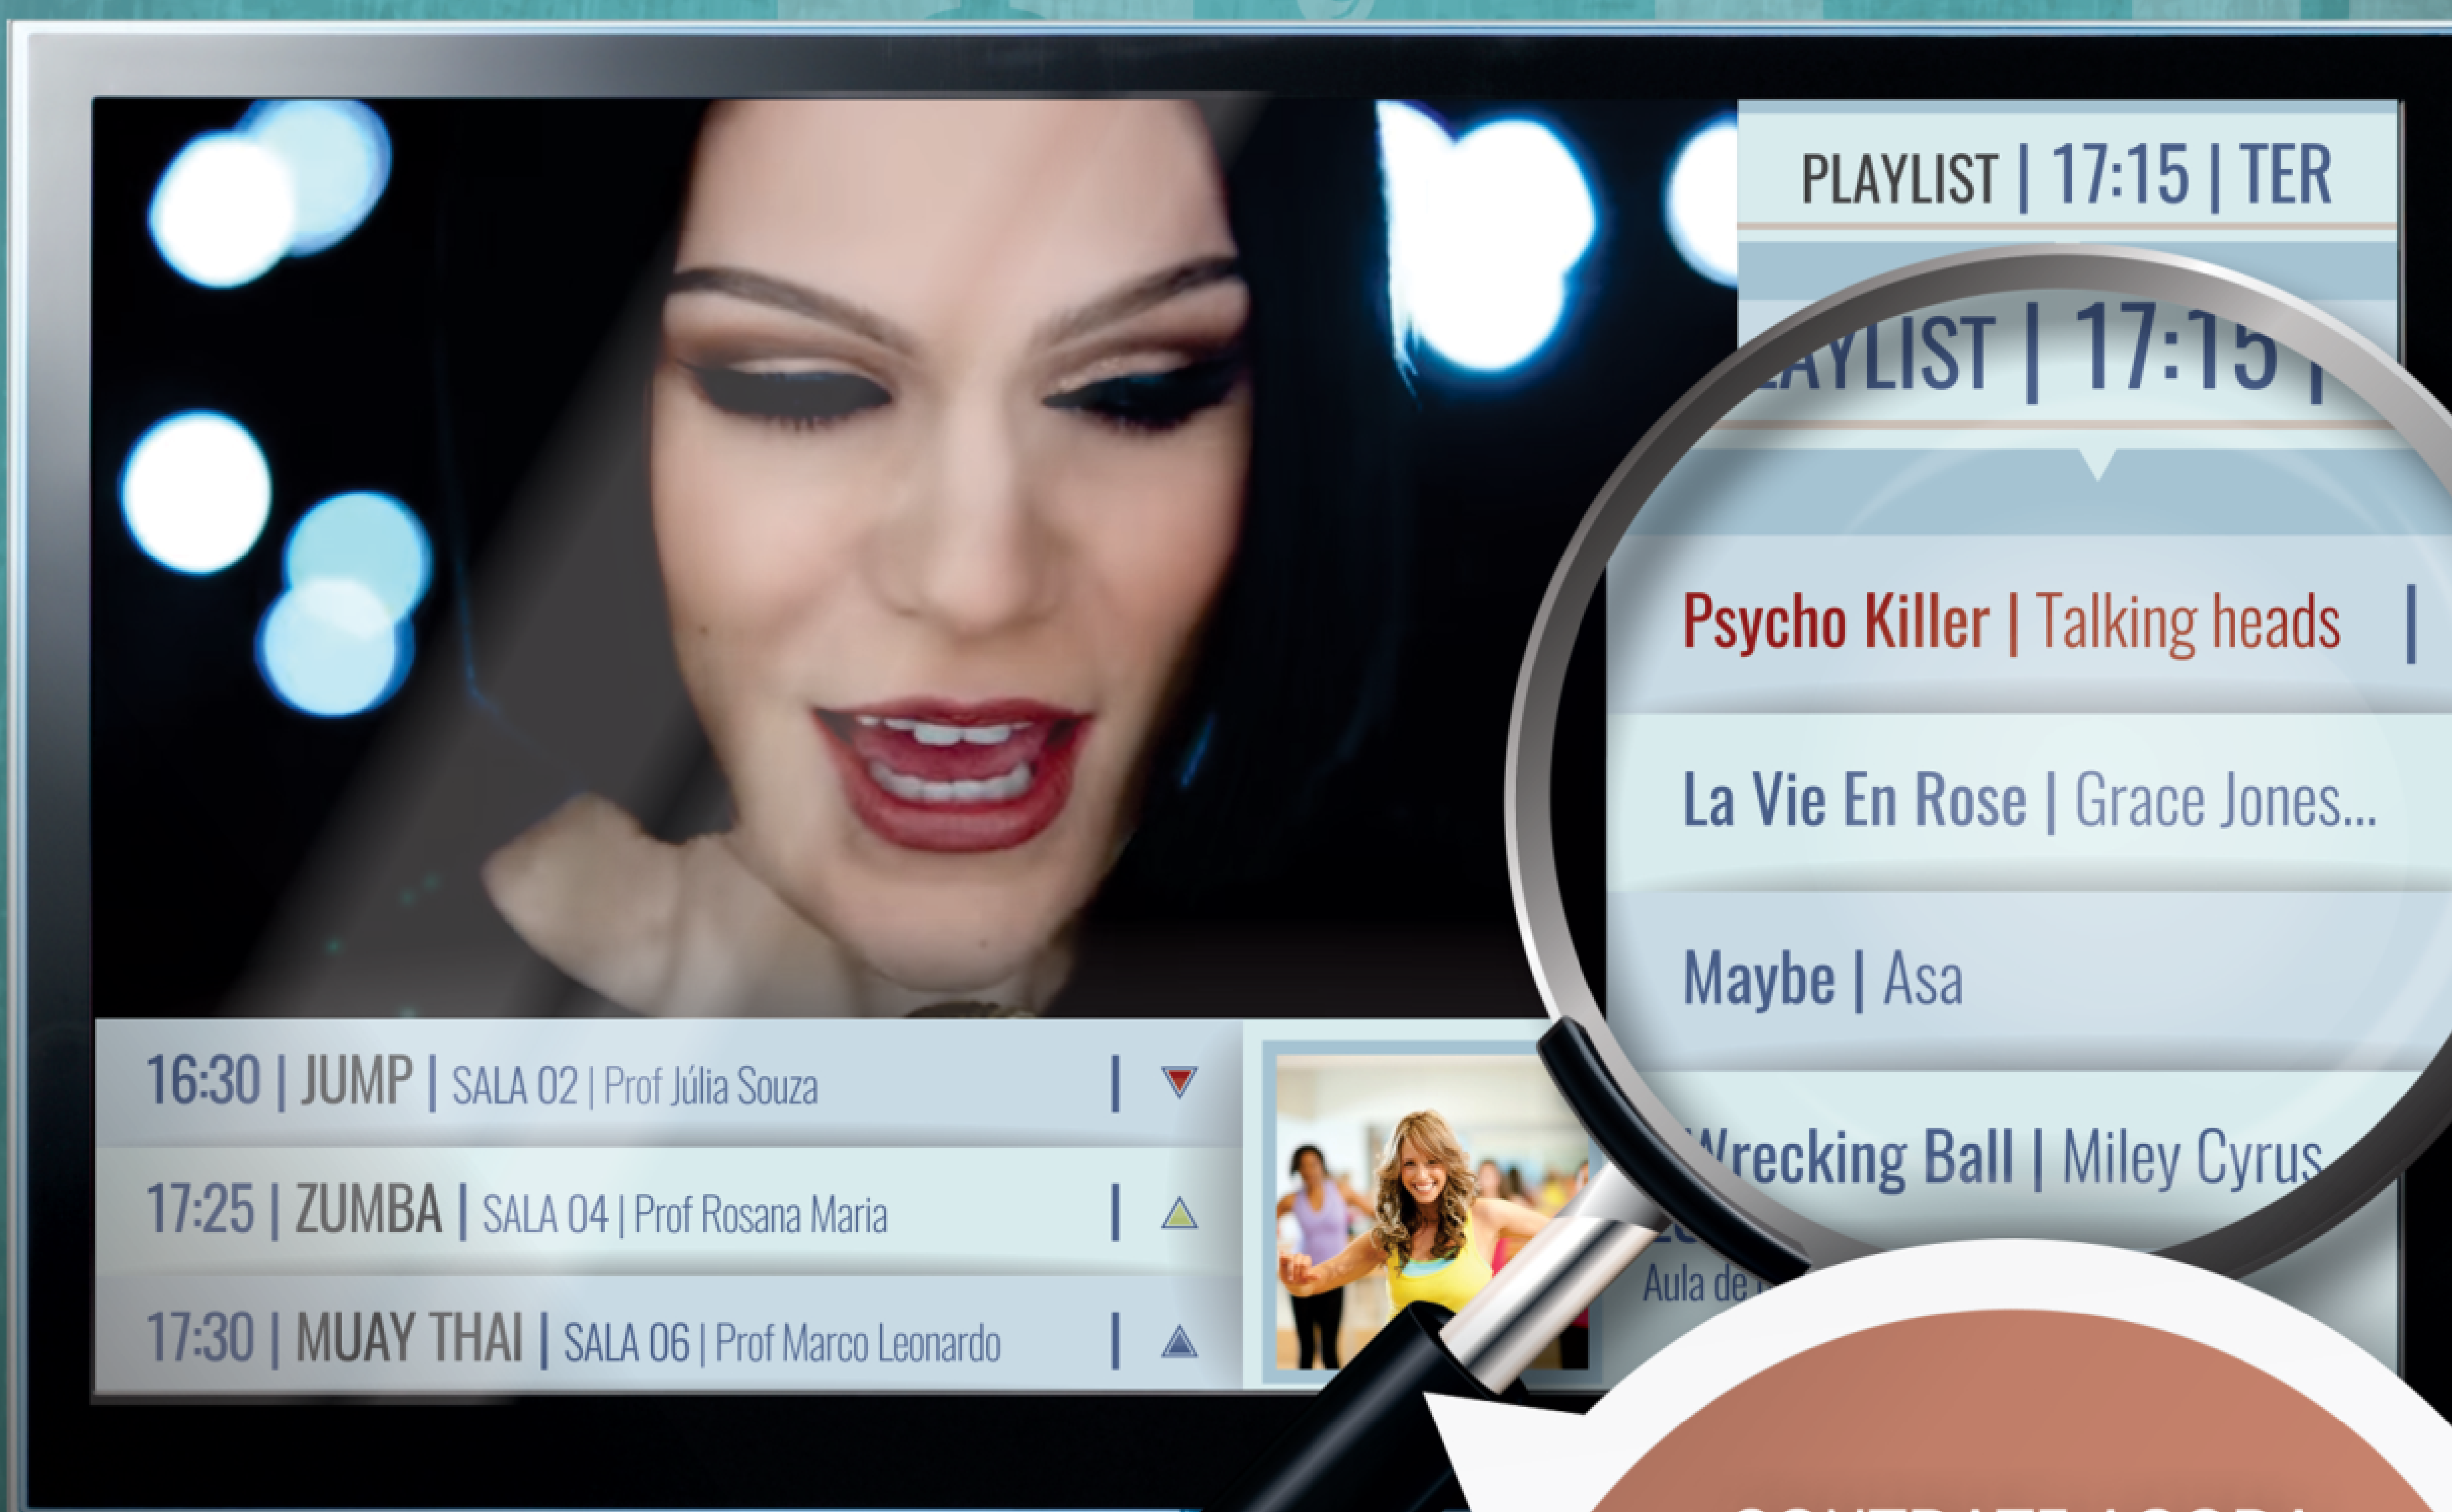 PLAYLIST | 17:15 | TER
PLAYLIST | 17:15 |
Psycho Killer | Talking heads |
La Vie En Rose | Grace Jones...
Maybe | Asa
Wrecking Ball | Miley Cyrus
16:30 | JUMP | SALA 02 | Prof Júlia Souza |
17:25 | ZUMBA | SALA 04 | Prof Rosana Maria |
17:30 | MUAY THAI | SALA 06 | Prof Marco Leonardo |
Aula de